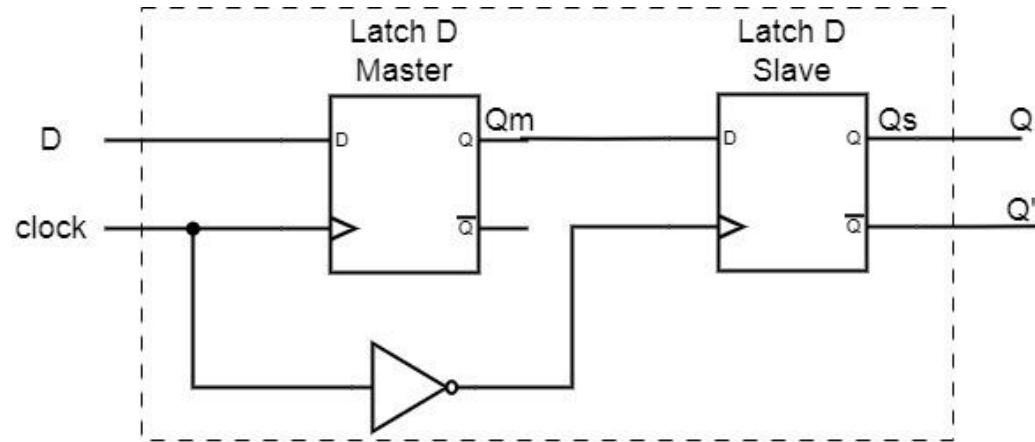 Latch D
Master
Latch D
Slave
D
D
Q
Qm
D
Q
Qs
Q
clock
Q̅
Q̅
Q'